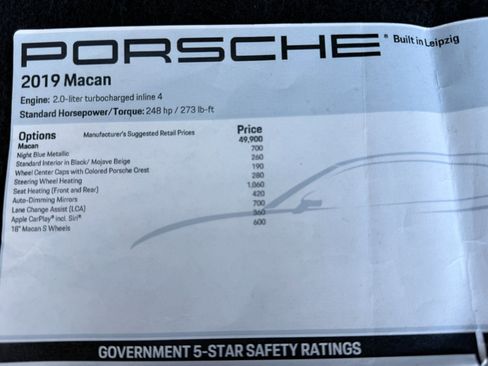 PORSCHE® Built in Leipzig
2019 Macan
Engine: 2.0-liter turbocharged inline 4
Standard Horsepower/Torque: 248 hp / 273 lb-ft
Options Manufacturer's Suggested Retail Prices Price
Macan 49,900
Night Blue Metallic 700
Standard Interior in Black/ Mojave Beige 260
Wheel Center Caps with Colored Porsche Crest 190
Steering Wheel Heating 280
Seat Heating (Front and Rear) 1,060
Auto-Dimming Mirrors 420
Lane Change Assist (LCA) 700
Apple CarPlay® incl. Siri® 360
18" Macan S Wheels 600
GOVERNMENT 5-STAR SAFETY RATINGS